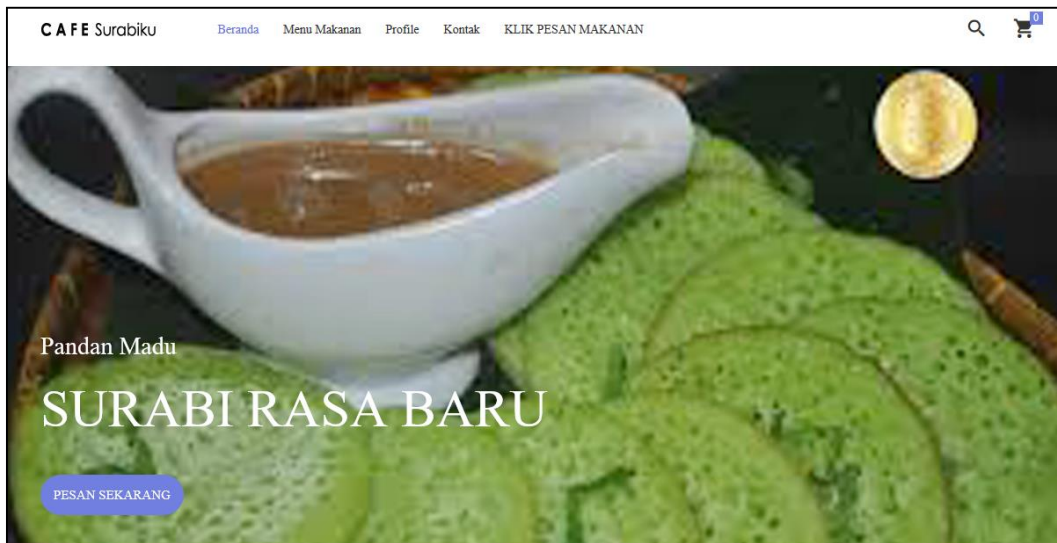 CAFE Surabiku Beranda Menu Makanan Profile Kontak KLIK PESAN MAKANAN 0
Pandan Madu
SURABI RASA BARU
PESAN SEKARANG